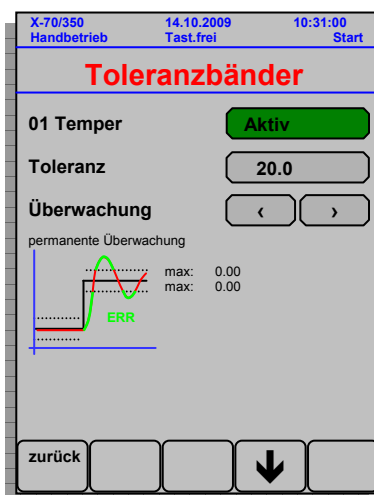 X-70/350 14.10.2009 10:31:00
Handbetrieb Tast.frei Start
Toleranzbänder
01 Temper Aktiv
Toleranz 20.0
Überwachung ‹ ›
permanente Überwachung
max: 0.00
max: 0.00
ERR
zurück